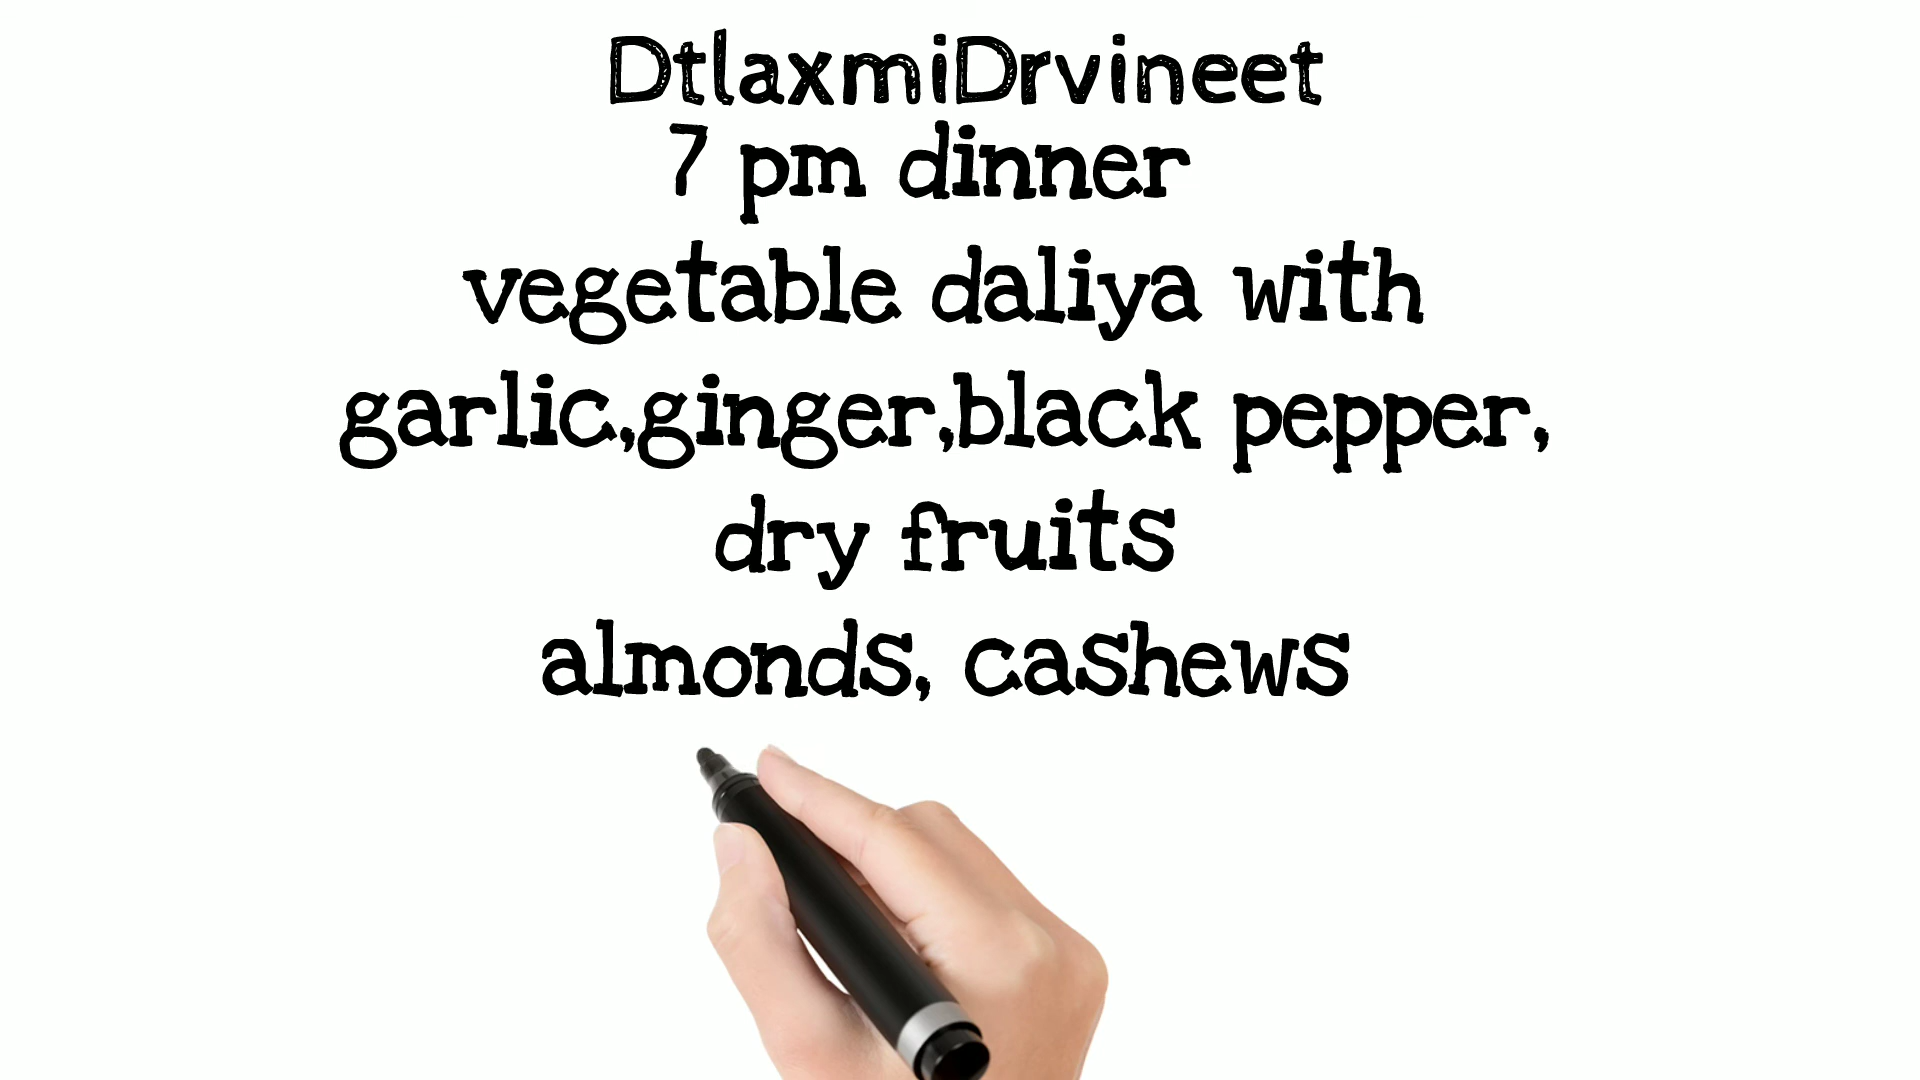 DtlaxmiDrvineet
7 pm dinner
vegetable daliya with
garlic,ginger,black pepper,
dry fruits
almonds, cashews